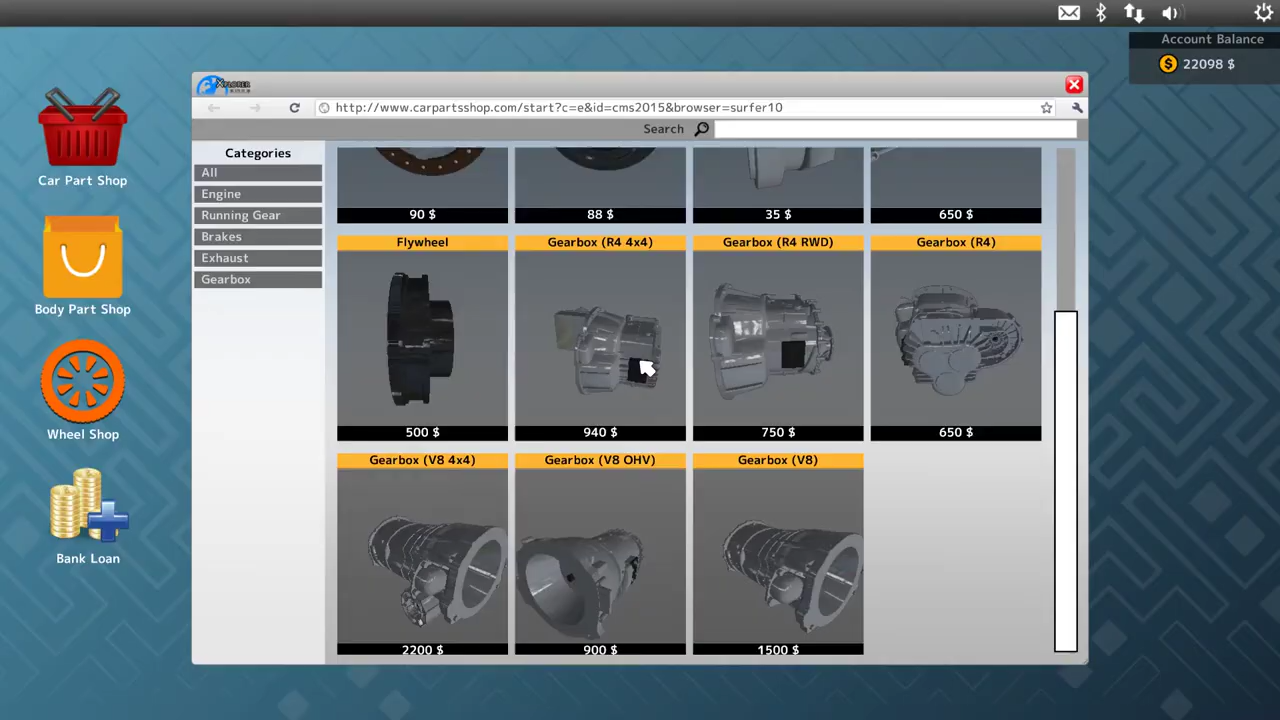 Account Balance
$ 22098 $
XPLORER
http://www.carpartsshop.com/start?c=e&id=cms2015&browser=surfer10
Search
Categories
All
Engine
Running Gear
Brakes
Exhaust
Gearbox
Car Part Shop
Body Part Shop
Wheel Shop
Bank Loan
90 $
88 $
35 $
650 $
Flywheel
Gearbox (R4 4x4)
Gearbox (R4 RWD)
Gearbox (R4)
500 $
940 $
750 $
650 $
Gearbox (V8 4x4)
Gearbox (V8 OHV)
Gearbox (V8)
2200 $
900 $
1500 $